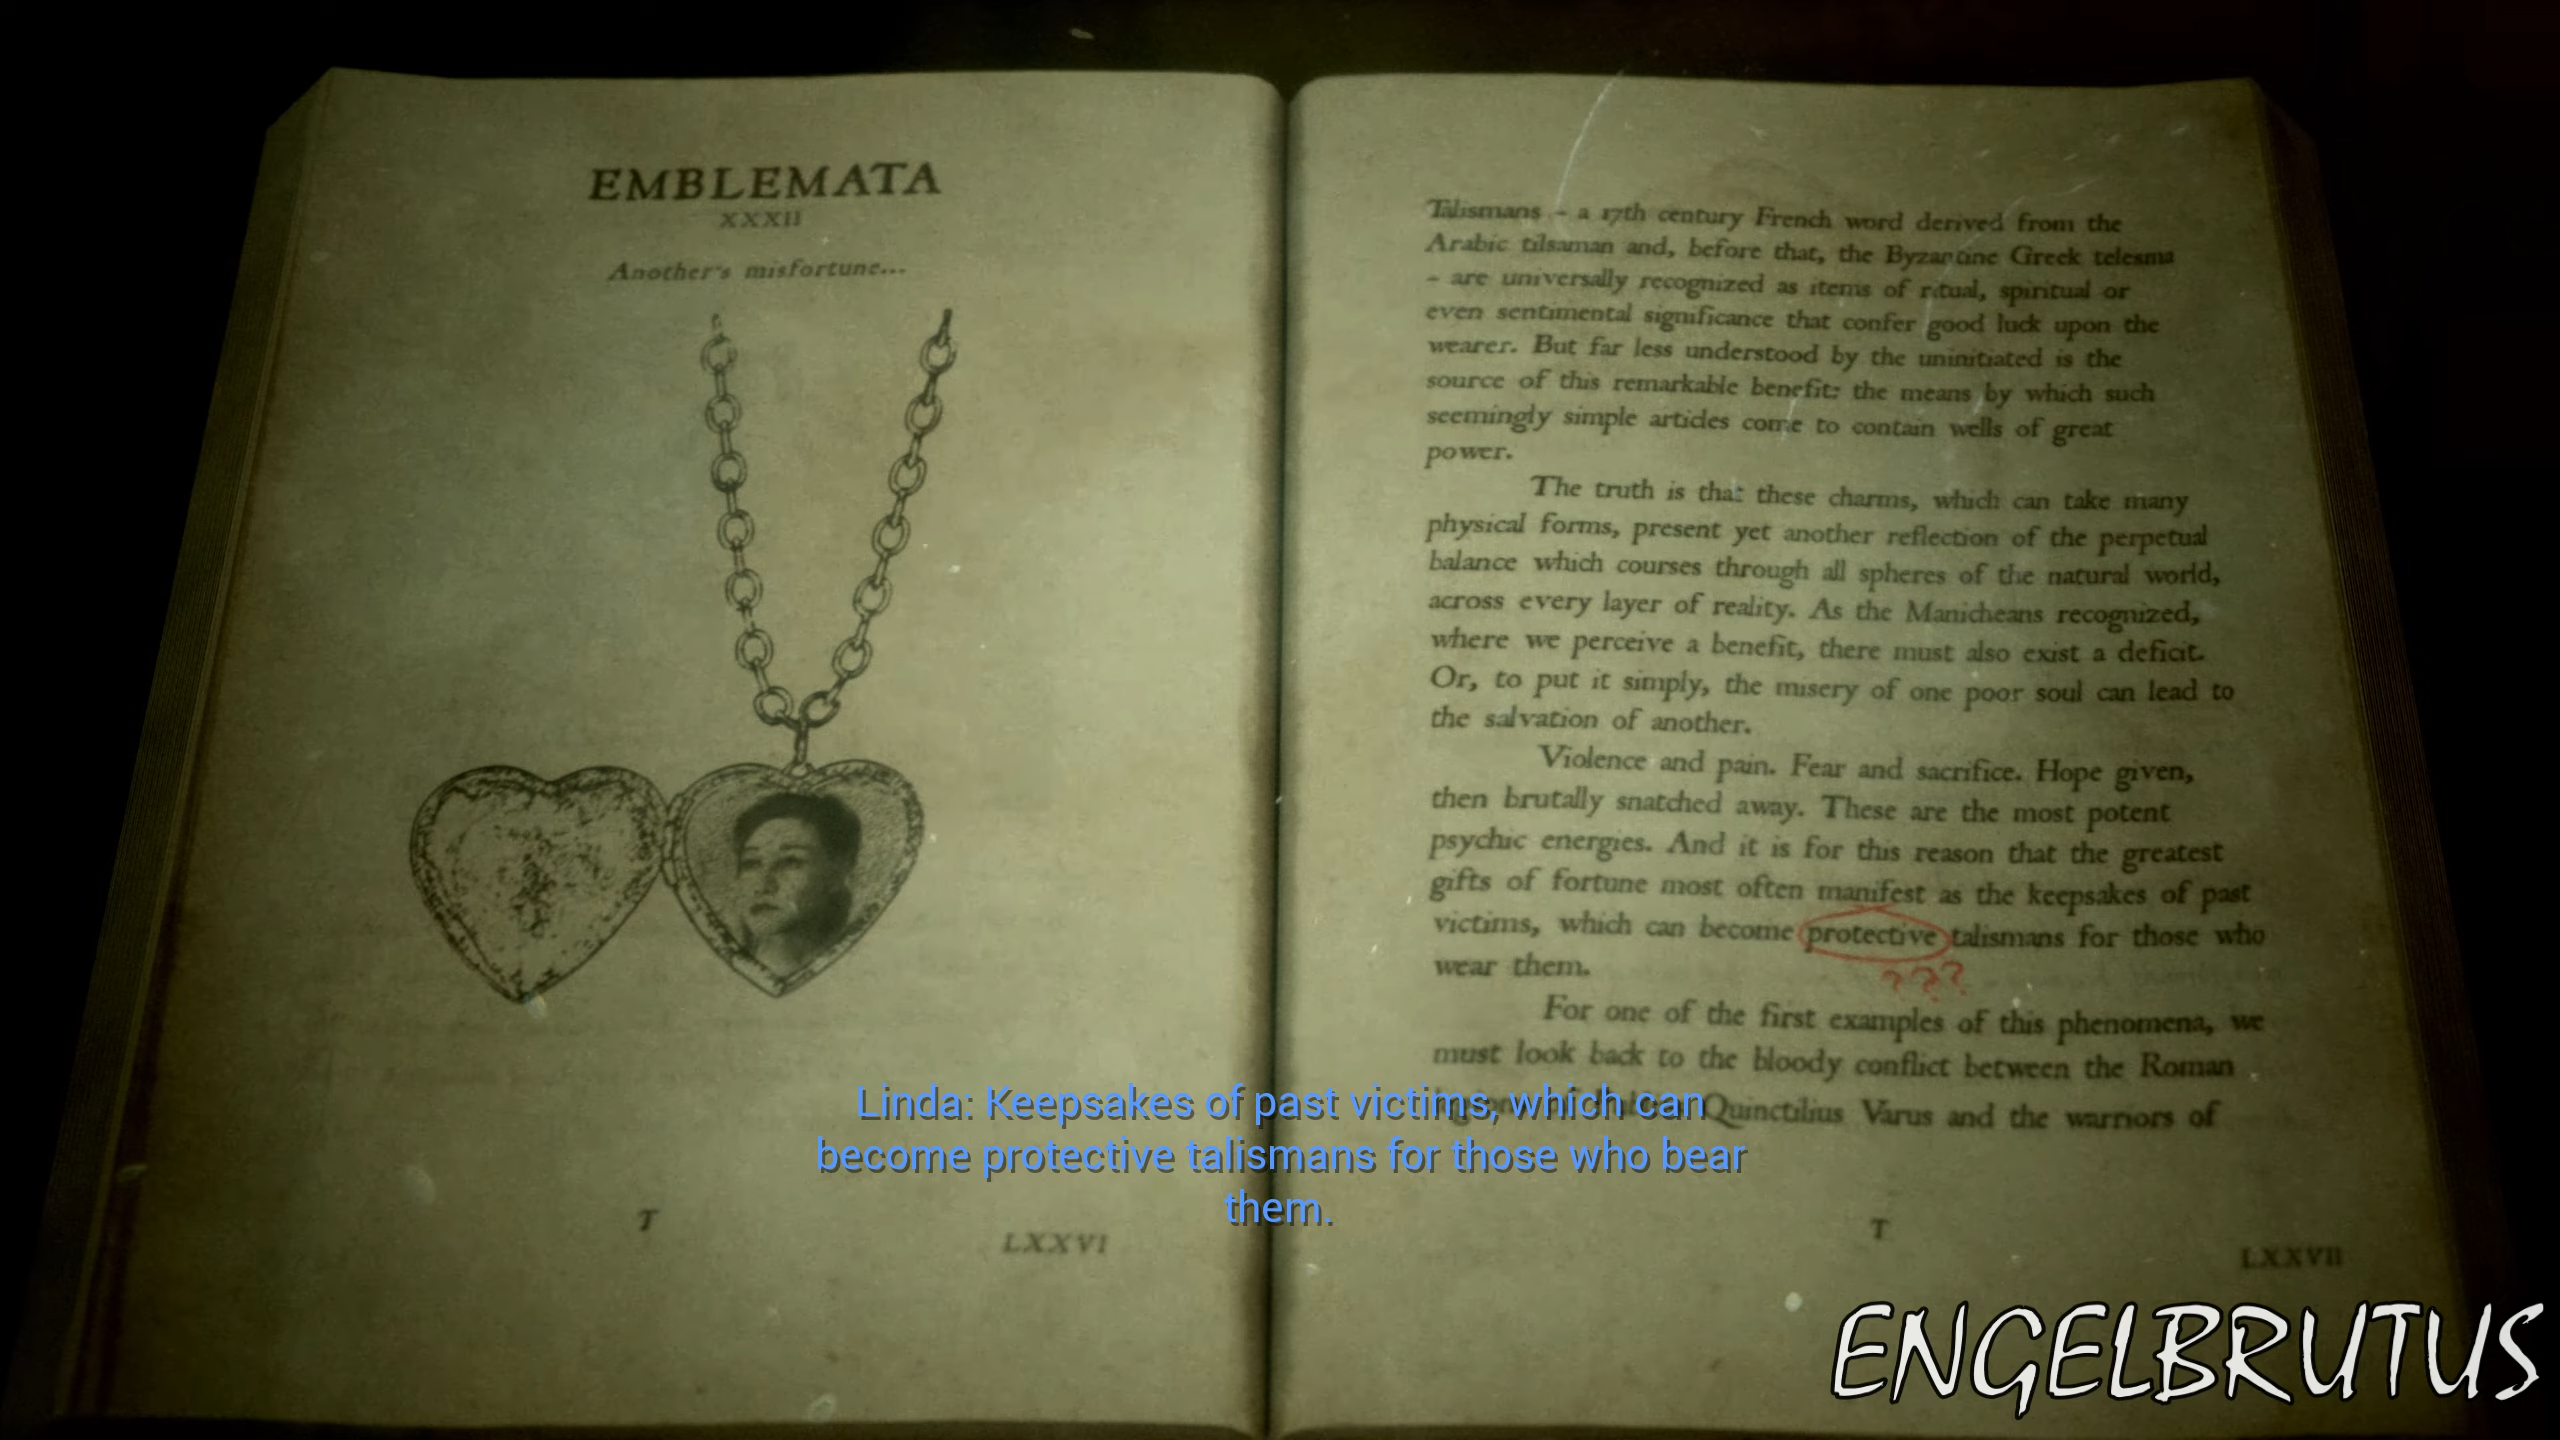 EMBLEMATA
XXXII
Another's misfortune...
T
LXXVI
Talismans - a 17th century French word derived from the
Arabic tilsaman and, before that, the Byzantine Greek telesma
- are universally recognized as items of ritual, spiritual or
even sentimental significance that confer good luck upon the
wearer. But far less understood by the uninitiated is the
source of this remarkable benefit: the means by which such
seemingly simple articles come to contain wells of great
power.
The truth is that these charms, which can take many
physical forms, present yet another reflection of the perpetual
balance which courses through all spheres of the natural world,
across every layer of reality. As the Manicheans recognized,
where we perceive a benefit, there must also exist a deficit.
Or, to put it simply, the misery of one poor soul can lead to
the salvation of another.
Violence and pain. Fear and sacrifice. Hope given,
then brutally snatched away. These are the most potent
psychic energies. And it is for this reason that the greatest
gifts of fortune most often manifest as the keepsakes of past
victims, which can become protective talismans for those who
wear them.
???
For one of the first examples of this phenomena, we
must look back to the bloody conflict between the Roman
Quinctilius Varus and the warriors of
T
LXXVII
Linda: Keepsakes of past victims, which can
become protective talismans for those who bear
them.
ENGELBRUTUS